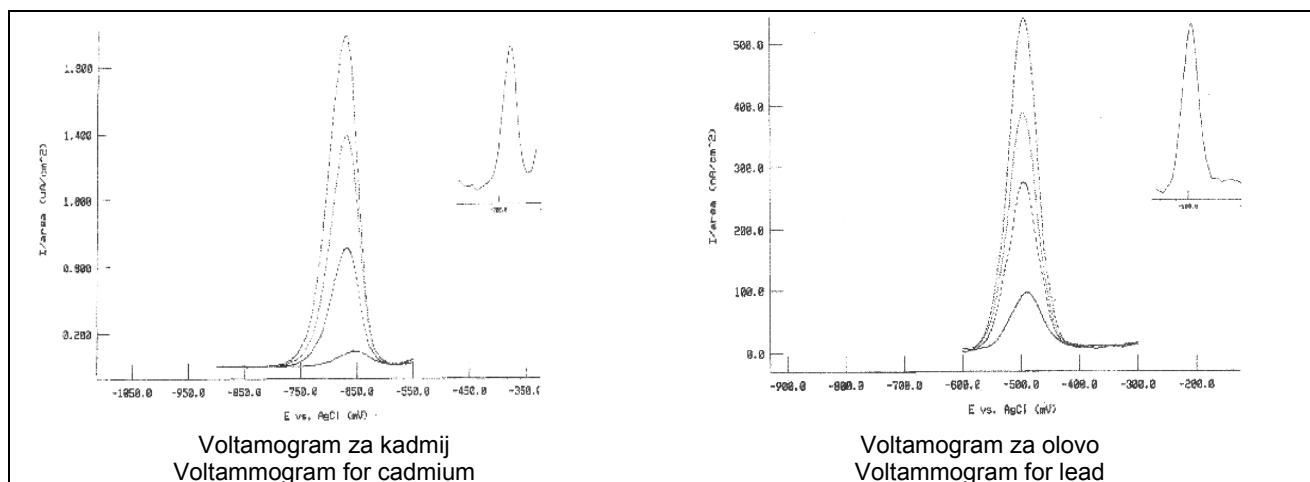 1.800
1.400
1.000
0.200
I/area (uA/cm^2)
-1050.0 -950.0 -850.0 -750.0 -650.0 -550.0 -450.0 -350.0
E vs. AgCl (mV)
Voltamogram za kadmij
Voltammogram for cadmium
500.0
400.0
300.0
200.0
100.0
0.0
I/area (nA/cm^2)
-900.0 -800.0 -700.0 -600.0 -500.0 -400.0 -300.0 -200.0
E vs. AgCl (mV)
Voltamogram za olovo
Voltammogram for lead